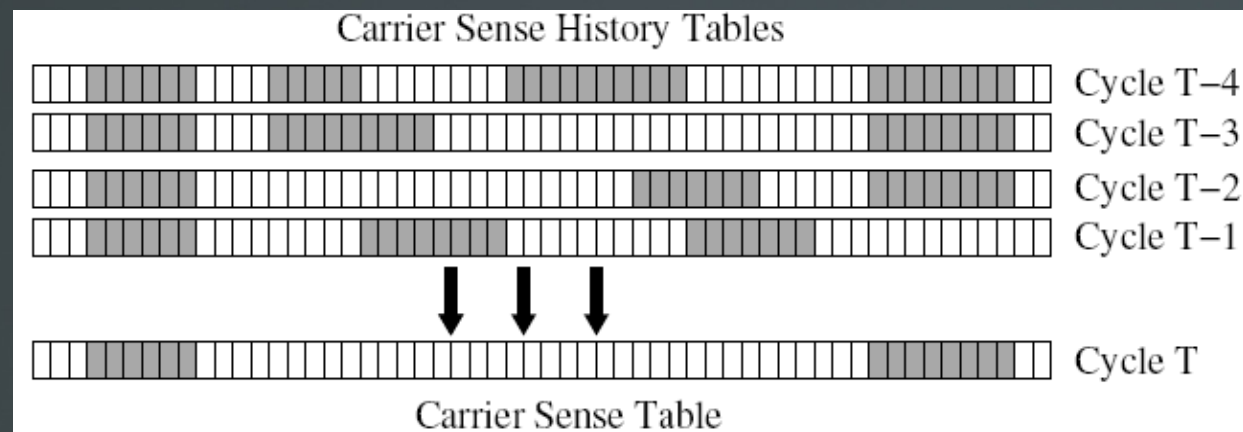 Carrier Sense History Tables
Cycle T−4
Cycle T−3
Cycle T−2
Cycle T−1
Cycle T
Carrier Sense Table